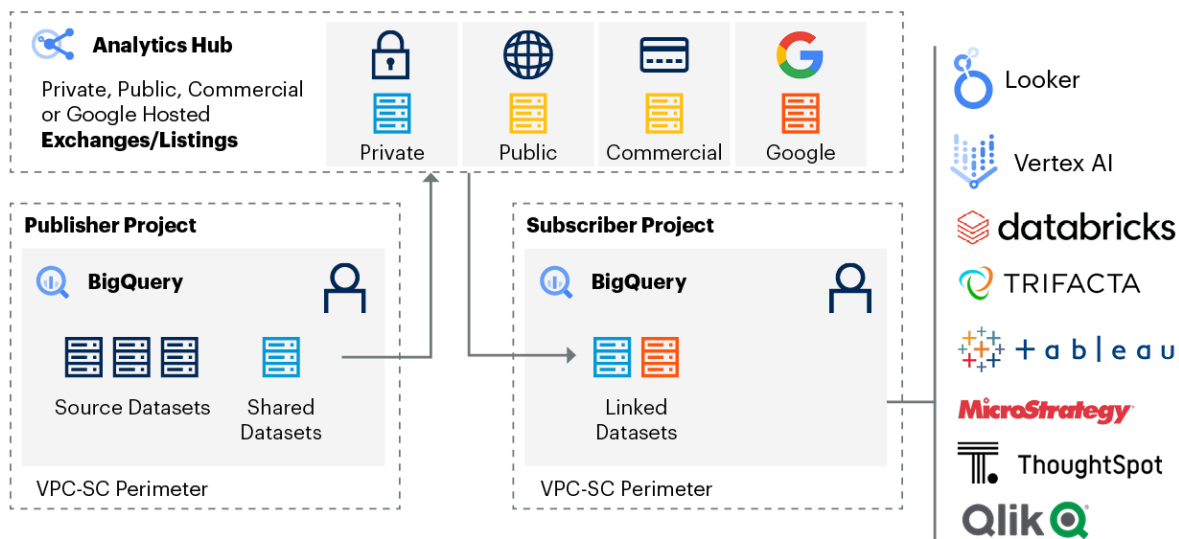 Analytics Hub
Private, Public, Commercial
or Google Hosted
Exchanges/Listings
Private
Public
Commercial
Google
Publisher Project
BigQuery
Source Datasets
Shared
Datasets
VPC-SC Perimeter
Subscriber Project
BigQuery
Linked
Datasets
VPC-SC Perimeter
Looker
Vertex AI
databricks
TRIFACTA
+ableau
MicroStrategy
ThoughtSpot
Qlik